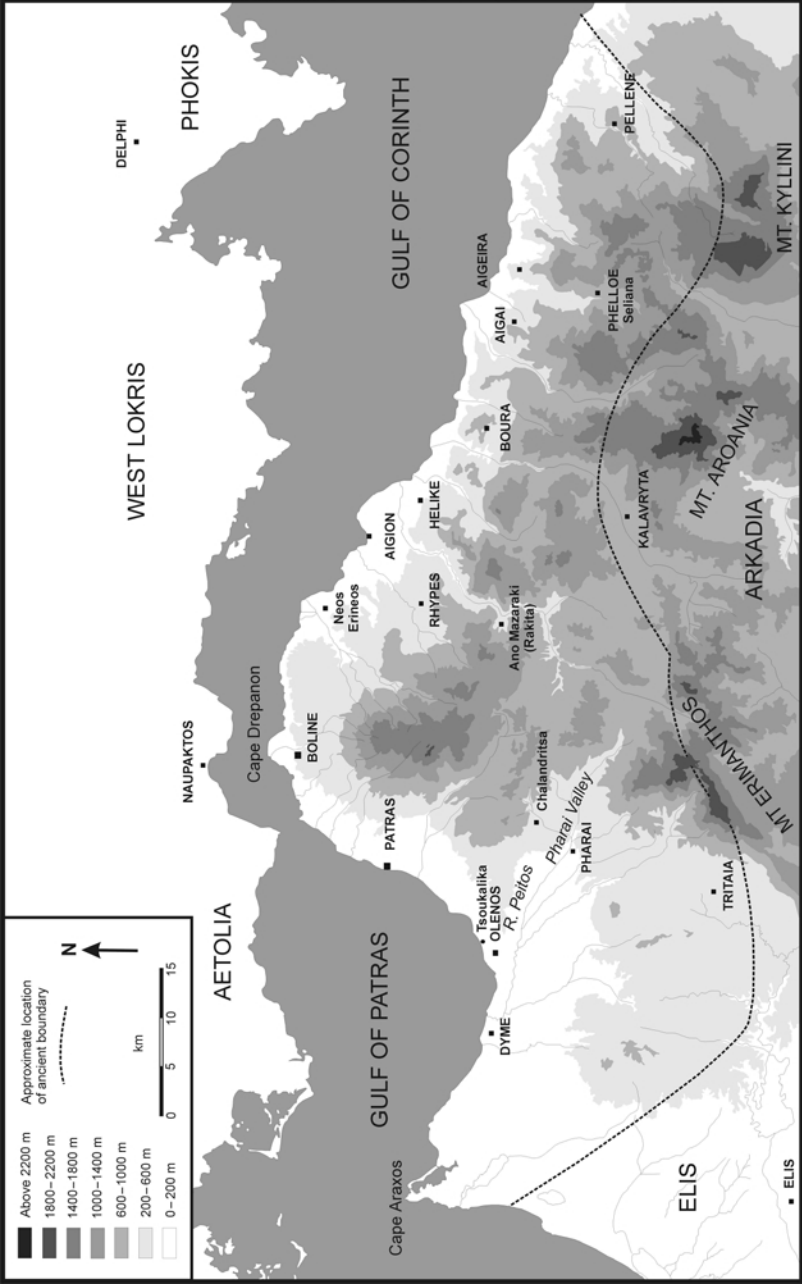 Above 2200 m
1800–2200 m
1400–1800 m
1000–1400 m
600–1000 m
200–600 m
0–200 m
Approximate location
of ancient boundary
N
km
0 5 10 15
AETOLIA
WEST LOKRIS
PHOKIS
DELPHI
NAUPAKTOS
GULF OF CORINTH
GULF OF PATRAS
Cape Drepanon
Cape Araxos
BOLINE
PATRAS
Neos
Erineos
AIGION
RHYPES
HELIKE
BOURA
AIGAI
AIGEIRA
PHELLOE
Seliana
PELLENE
Ano Mazaraki
(Rakita)
Tsoukalika
OLENOS
DYME
R. Peitos
Pharai Valley
Chalandritsa
PHARAI
TRITAIA
KALAVRYTA
MT ERIMANTHOS
MT. AROANIA
MT. KYLLINI
ARKADIA
ELIS
ELIS